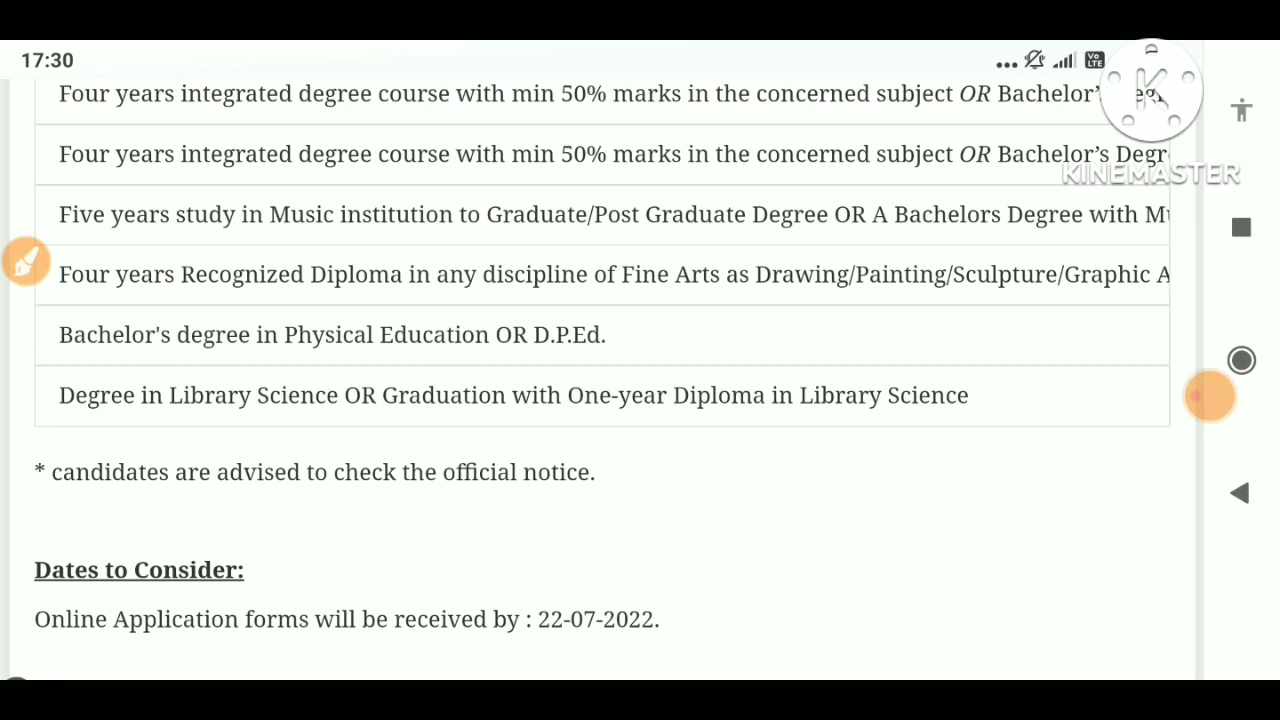 17:30
Four years integrated degree course with min 50% marks in the concerned subject OR Bachelor’
Four years integrated degree course with min 50% marks in the concerned subject OR Bachelor’s Degr
KINEMASTER
Five years study in Music institution to Graduate/Post Graduate Degree OR A Bachelors Degree with
Four years Recognized Diploma in any discipline of Fine Arts as Drawing/Painting/Sculpture/Graphic A
Bachelor's degree in Physical Education OR D.P.Ed.
Degree in Library Science OR Graduation with One-year Diploma in Library Science
* candidates are advised to check the official notice.
Dates to Consider:
Online Application forms will be received by : 22-07-2022.